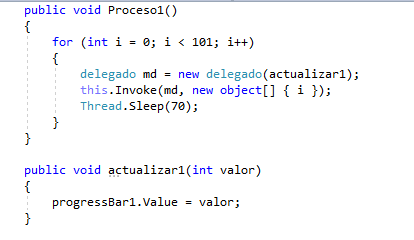 public void Proceso1()
{
for (int i = 0; i < 101; i++)
{
delegado md = new delegado(actualizar1);
this.Invoke(md, new object[] { i });
Thread.Sleep(70);
}
}
public void actualizar1(int valor)
{
progressBar1.Value = valor;
}